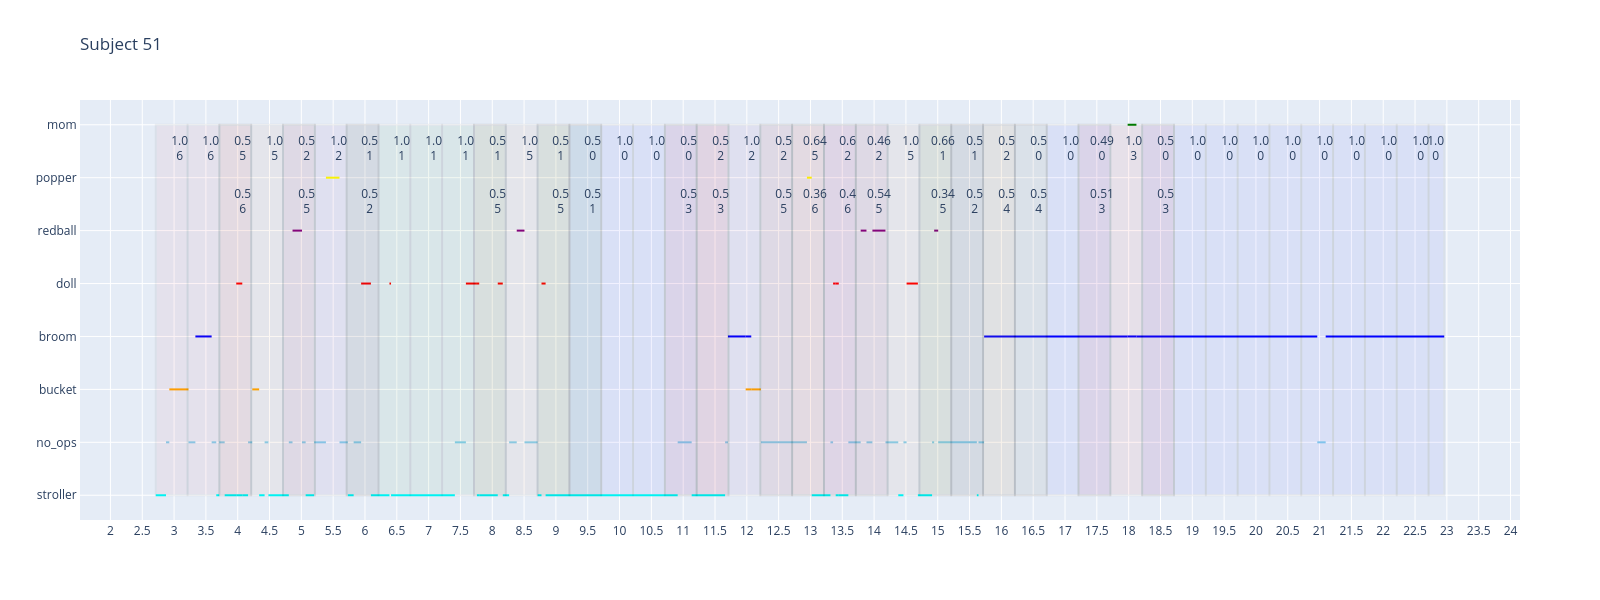 Subject 51
mom
1.0 1.0 0.5 1.0 0.5 1.0 0.5 1.0 1.0 1.0 0.5 1.0 0.5 0.5 1.0 1.0 0.5 0.5 1.0 0.5 0.64 0.6 0.46 1.0 0.66 0.5 0.5 0.5 1.0 0.49 1.0 0.5 1.0 1.0 1.0 1.0 1.0 1.0 1.0 1.0 1.0
6 6 5 5 2 2 1 1 1 1 1 5 1 0 0 0 0 2 2 2 5 2 2 5 1 1 2 0 0 0 3 0 0 0 0 0 0 0 0 0 0
popper
0.5 0.5 0.5 0.5 0.5 0.5 0.5 0.5 0.5 0.36 0.4 0.54 0.34 0.5 0.5 0.5 0.51 0.5
6 5 2 5 5 1 3 3 5 6 6 5 5 2 4 4 3 3
redball
doll
broom
bucket
no_ops
stroller
2 2.5 3 3.5 4 4.5 5 5.5 6 6.5 7 7.5 8 8.5 9 9.5 10 10.5 11 11.5 12 12.5 13 13.5 14 14.5 15 15.5 16 16.5 17 17.5 18 18.5 19 19.5 20 20.5 21 21.5 22 22.5 23 23.5 24